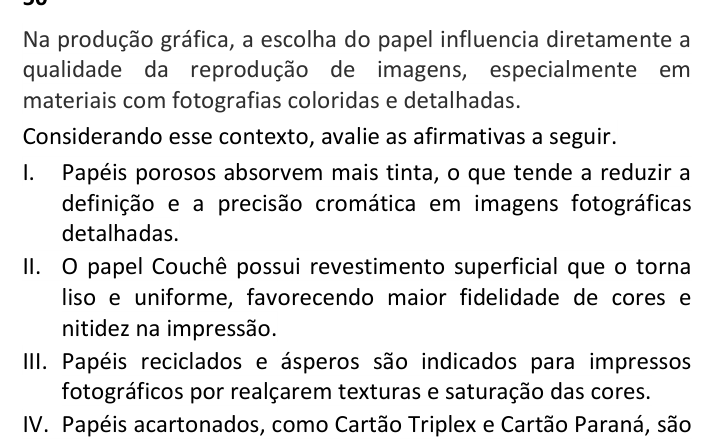 Na produção gráfica, a escolha do papel influencia diretamente a
qualidade da reprodução de imagens, especialmente em
materiais com fotografias coloridas e detalhadas.
Considerando esse contexto, avalie as afirmativas a seguir.
I. Papéis porosos absorvem mais tinta, o que tende a reduzir a
definição e a precisão cromática em imagens fotográficas
detalhadas.
II. O papel Couchê possui revestimento superficial que o torna
liso e uniforme, favorecendo maior fidelidade de cores e
nitidez na impressão.
III. Papéis reciclados e ásperos são indicados para impressos
fotográficos por realçarem texturas e saturação das cores.
IV. Papéis acartonados, como Cartão Triplex e Cartão Paraná, são